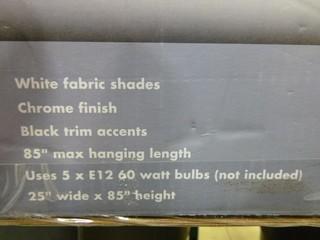 White fabric shades
Chrome finish
Black trim accents
85" max hanging length
Uses 5 x E12 60 watt bulbs (not included)
25" wide x 85" height